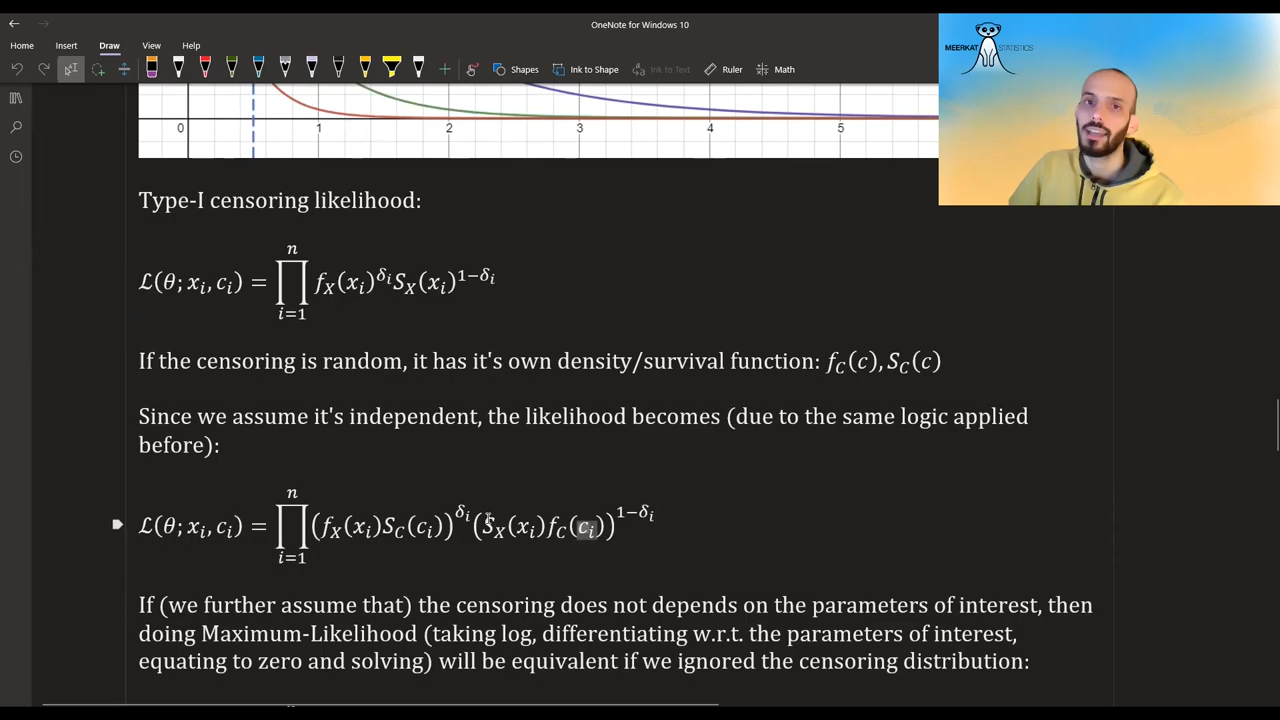 OneNote for Windows 10
Home Insert Draw View Help
Shapes Ink to Shape Ink to Text Ruler Math
MEERKAT STATISTICS
0 1 2 3 4 5
Type-I censoring likelihood:
ℒ(θ; xᵢ, cᵢ) = ∏ᵢ₌₁ⁿ f_X(xᵢ)^{δᵢ} S_X(xᵢ)^{1−δᵢ}
If the censoring is random, it has it's own density/survival function: f_C(c), S_C(c)
Since we assume it's independent, the likelihood becomes (due to the same logic applied
before):
ℒ(θ; xᵢ, cᵢ) = ∏ᵢ₌₁ⁿ (f_X(xᵢ)S_C(cᵢ))^{δᵢ} (S_X(xᵢ)f_C(cᵢ))^{1−δᵢ}
If (we further assume that) the censoring does not depends on the parameters of interest, then
doing Maximum-Likelihood (taking log, differentiating w.r.t. the parameters of interest,
equating to zero and solving) will be equivalent if we ignored the censoring distribution: